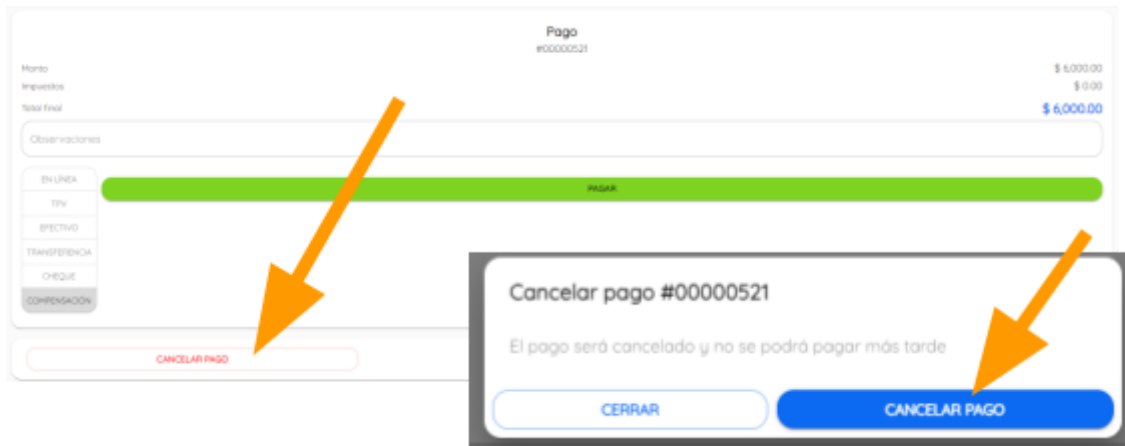 Pago
#00000521
Monto $ 6,000.00
Impuestos $ 0.00
Total final $ 6,000.00
Observaciones
EN LÍNEA
PAGAR
TPV
EFECTIVO
TRANSFERENCIA
CHEQUE
COMPENSACIÓN
CANCELAR PAGO
Cancelar pago #00000521
El pago será cancelado y no se podrá pagar más tarde
CERRAR CANCELAR PAGO